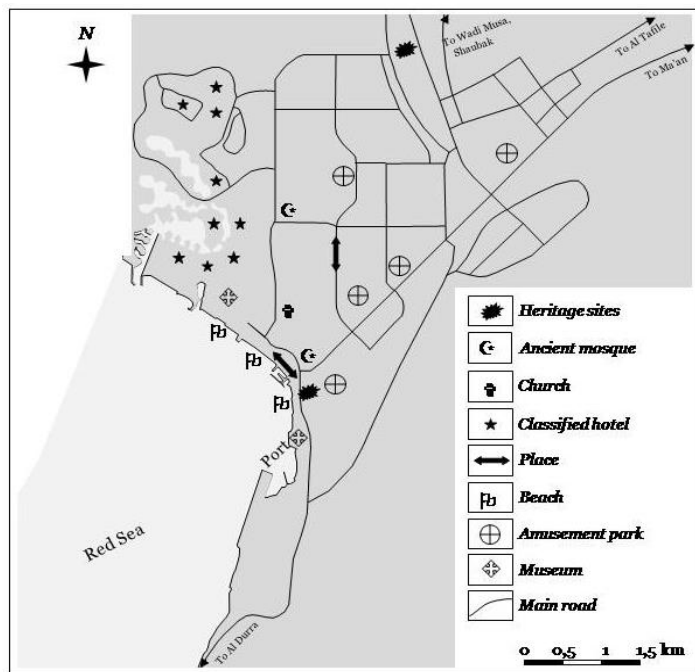 N
To Wadi Musa,
Shaubak
To Al Tafile
To Ma'an
Heritage sites
Ancient mosque
Church
Classified hotel
Place
Beach
Amusement park
Museum
Main road
Port
Red Sea
To Al Durra
0 0,5 1 1,5 km